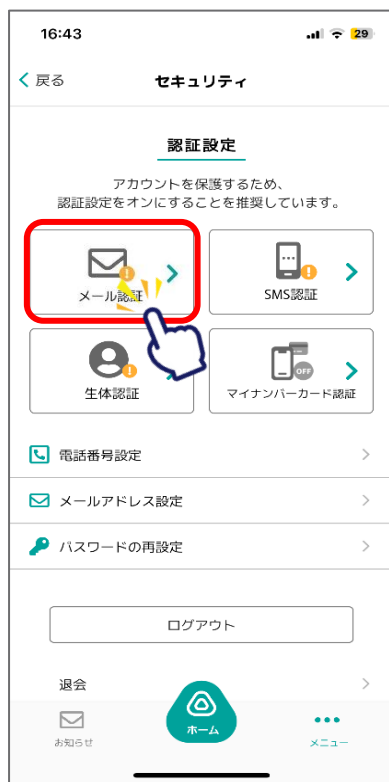 16:43
29
戻る
セキュリティ
認証設定
アカウントを保護するため、
認証設定をオンにすることを推奨しています。
メール認証
SMS認証
生体認証
OFF
マイナンバーカード認証
電話番号設定
メールアドレス設定
パスワードの再設定
ログアウト
退会
お知らせ
ホーム
メニュー